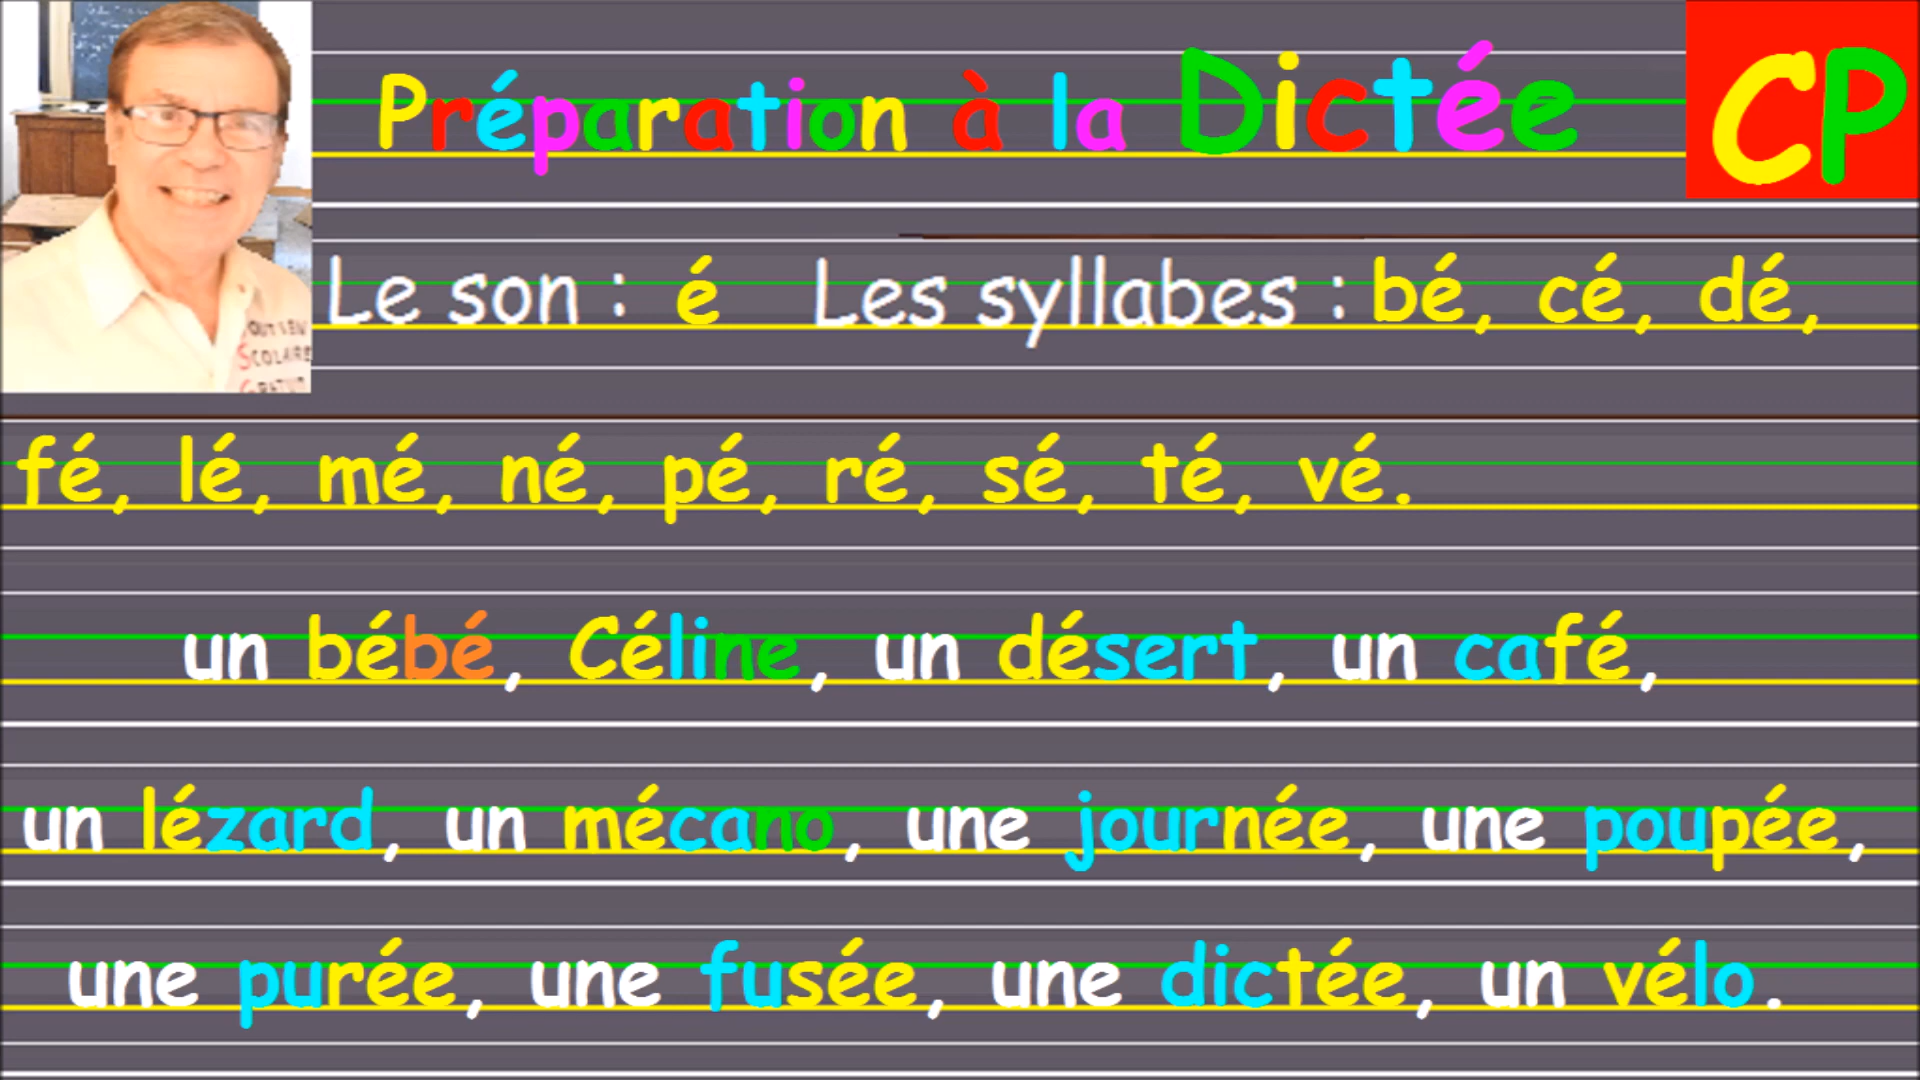 Préparation à la Dictée
CP
Le son : é Les syllabes : bé, cé, dé,
SCOLAIRE
GRATUIT
fé, lé, mé, né, pé, ré, sé, té, vé.
un bébé, Céline, un désert, un café,
un lézard, un mécano, une journée, une poupée,
une purée, une fusée, une dictée, un vélo.